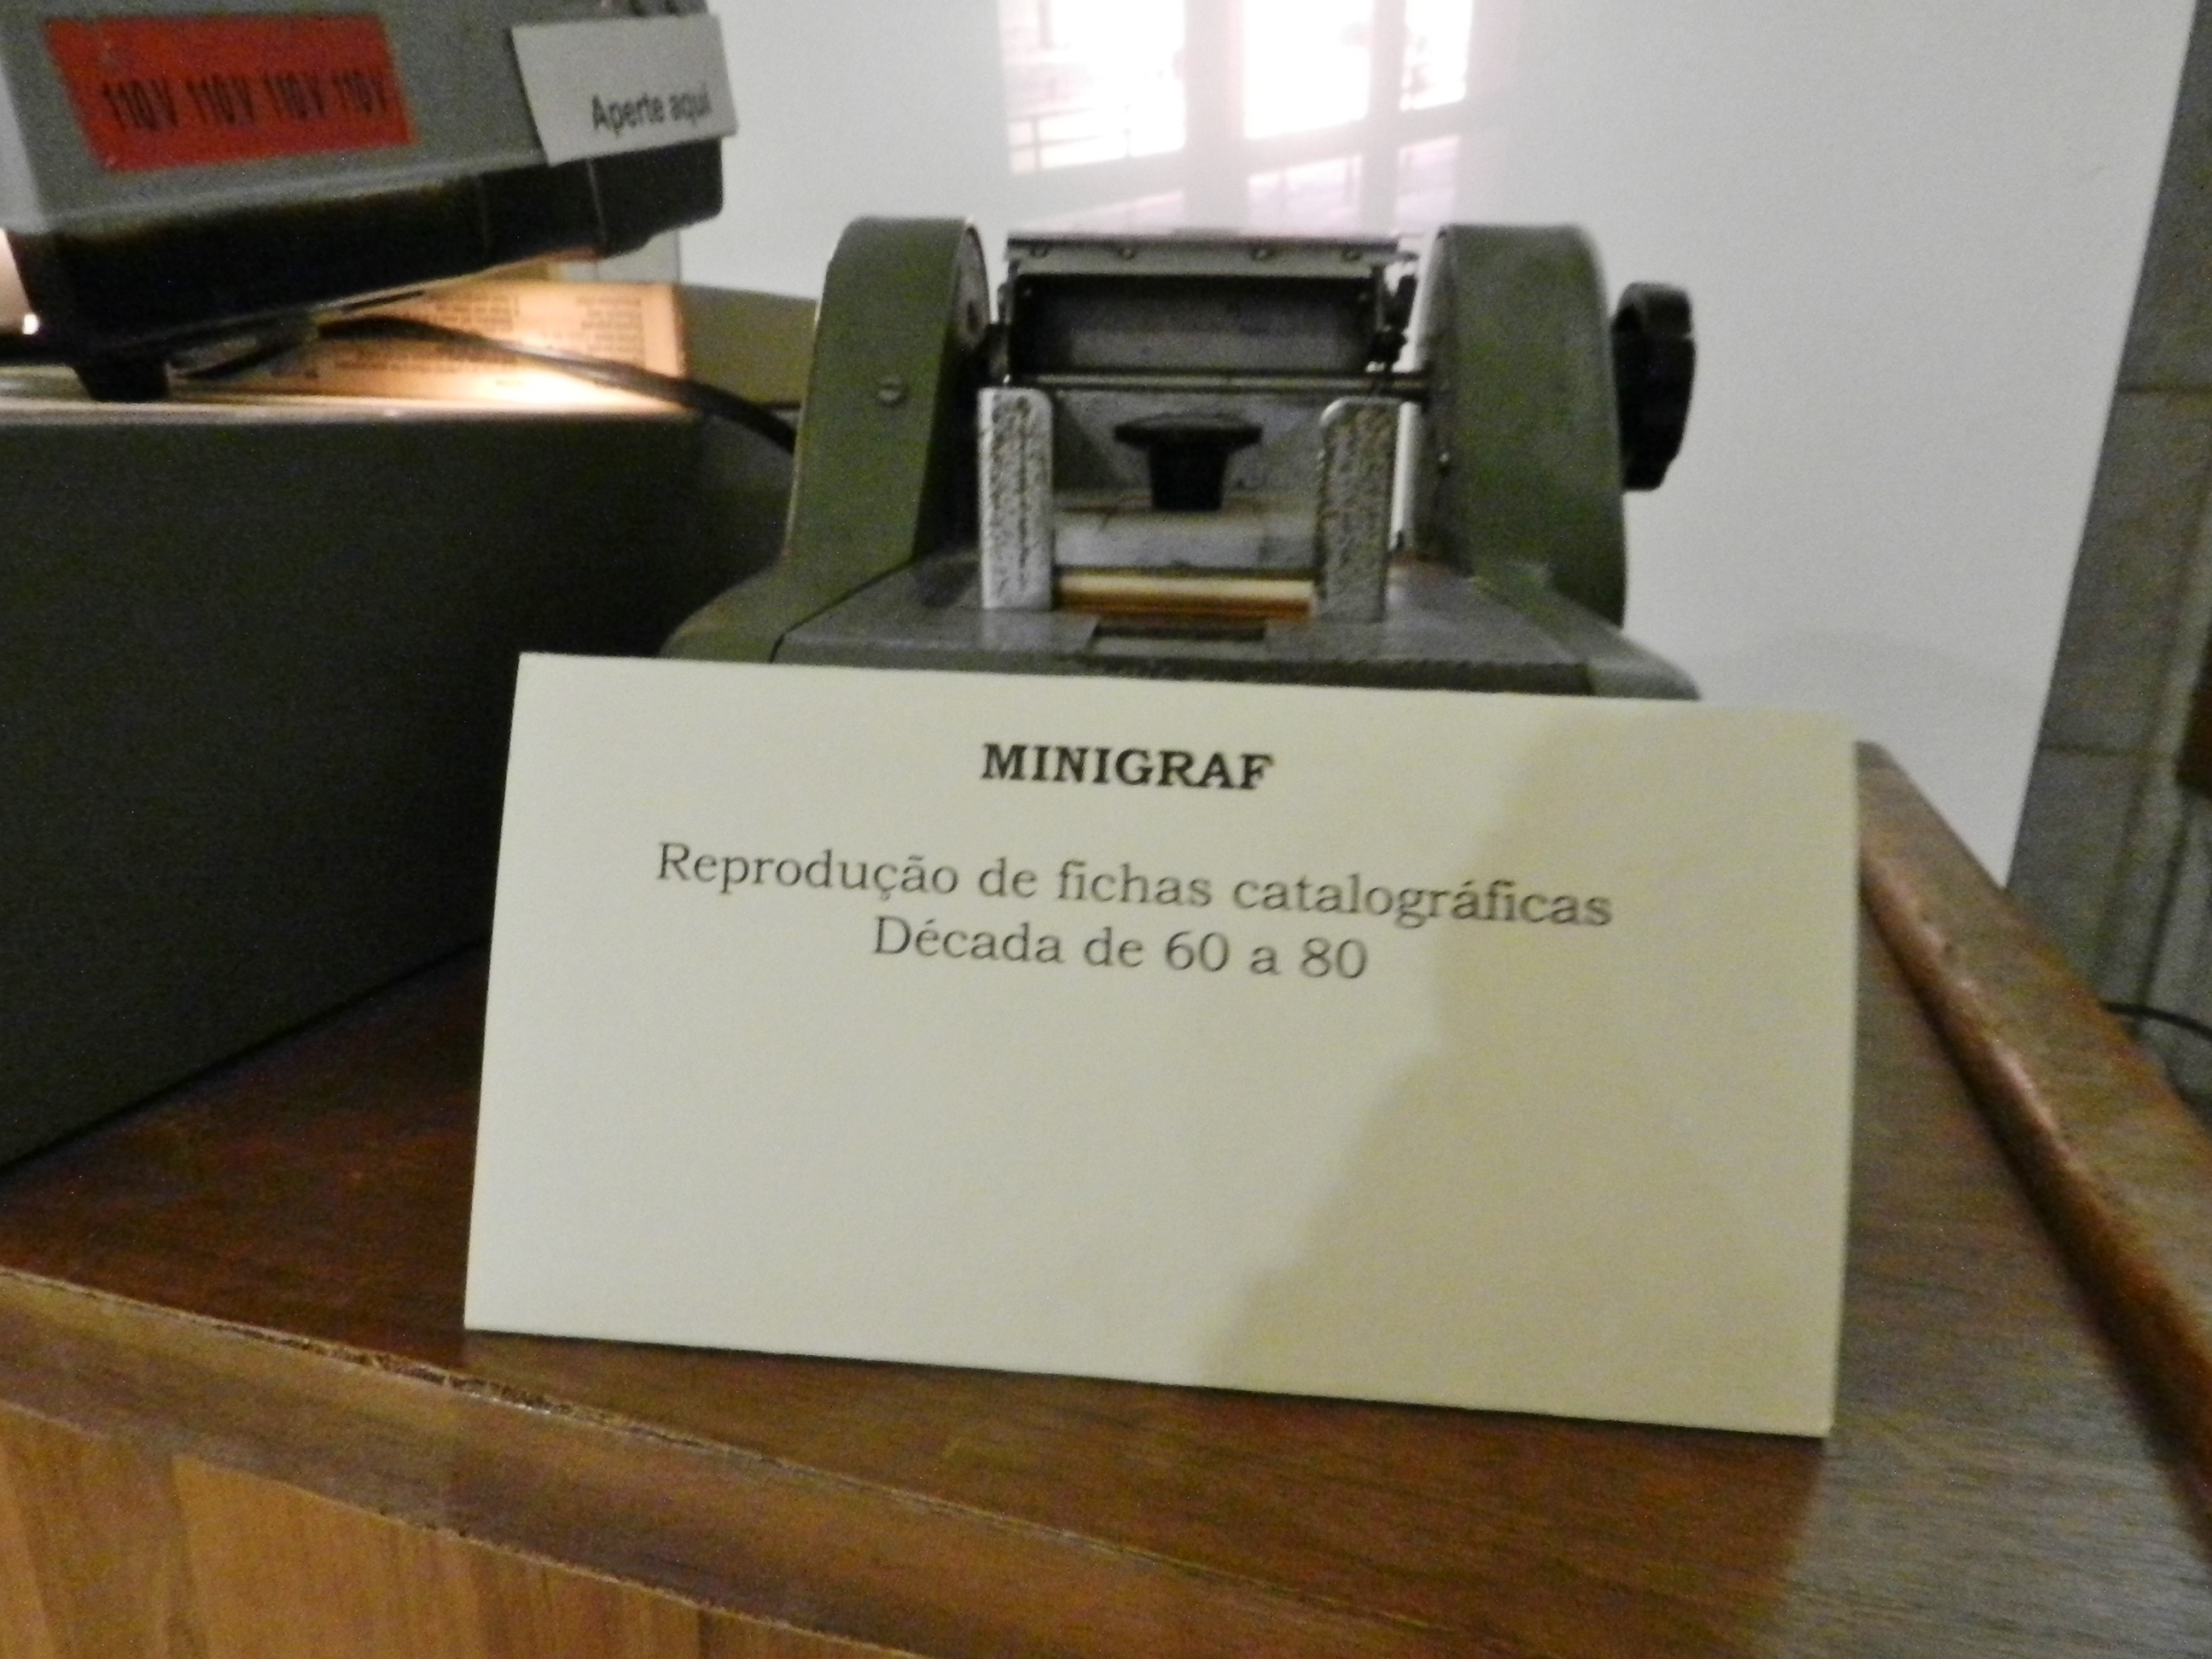 110V 110V 110V 110V
Aperte aqui
MINIGRAF
Reprodução de fichas catalográficas
Década de 60 a 80